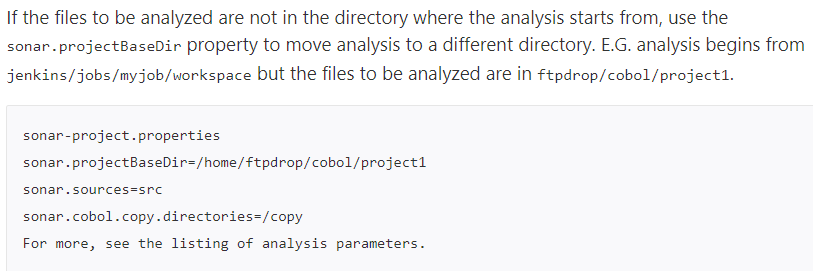 If the files to be analyzed are not in the directory where the analysis starts from, use the
sonar.projectBaseDir property to move analysis to a different directory. E.G. analysis begins from
jenkins/jobs/myjob/workspace but the files to be analyzed are in ftpdrop/cobol/project1.
sonar-project.properties
sonar.projectBaseDir=/home/ftpdrop/cobol/project1
sonar.sources=src
sonar.cobol.copy.directories=/copy
For more, see the listing of analysis parameters.